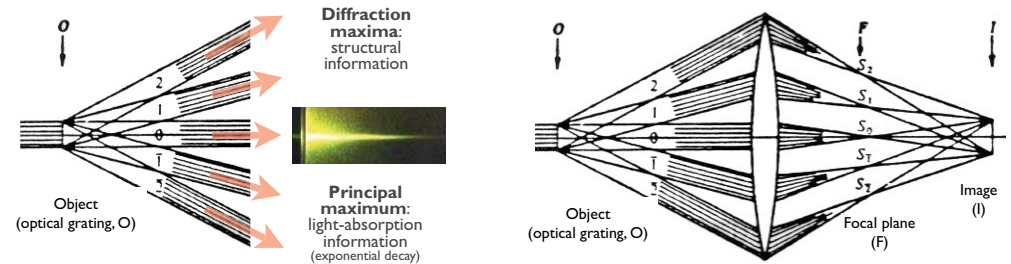 O
2
1
0
1̅
2̅
Object
(optical grating, O)
Diffraction
maxima:
structural
information
Principal
maximum:
light-absorption
information
(exponential decay)
O
F
I
2
1
0
1̅
2̅
S2
S1
S0
S1̅
S2̅
Object
(optical grating, O)
Focal plane
(F)
Image
(I)